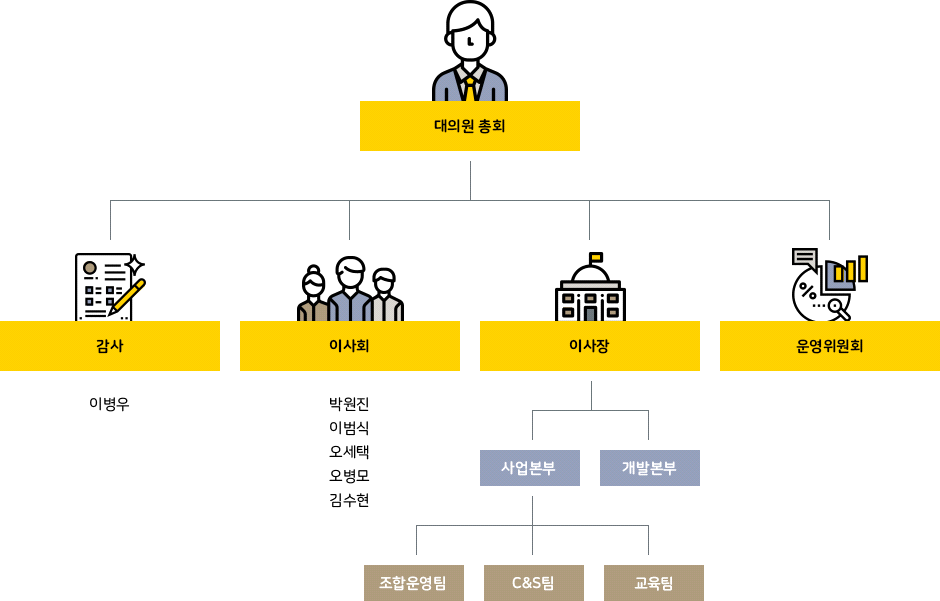 대의원 총회
감사
이사회
이사장
운영위원회
이병우
박원진
이범식
오세택
오병모
김수현
사업본부
개발본부
조합운영팀
C&S팀
교육팀